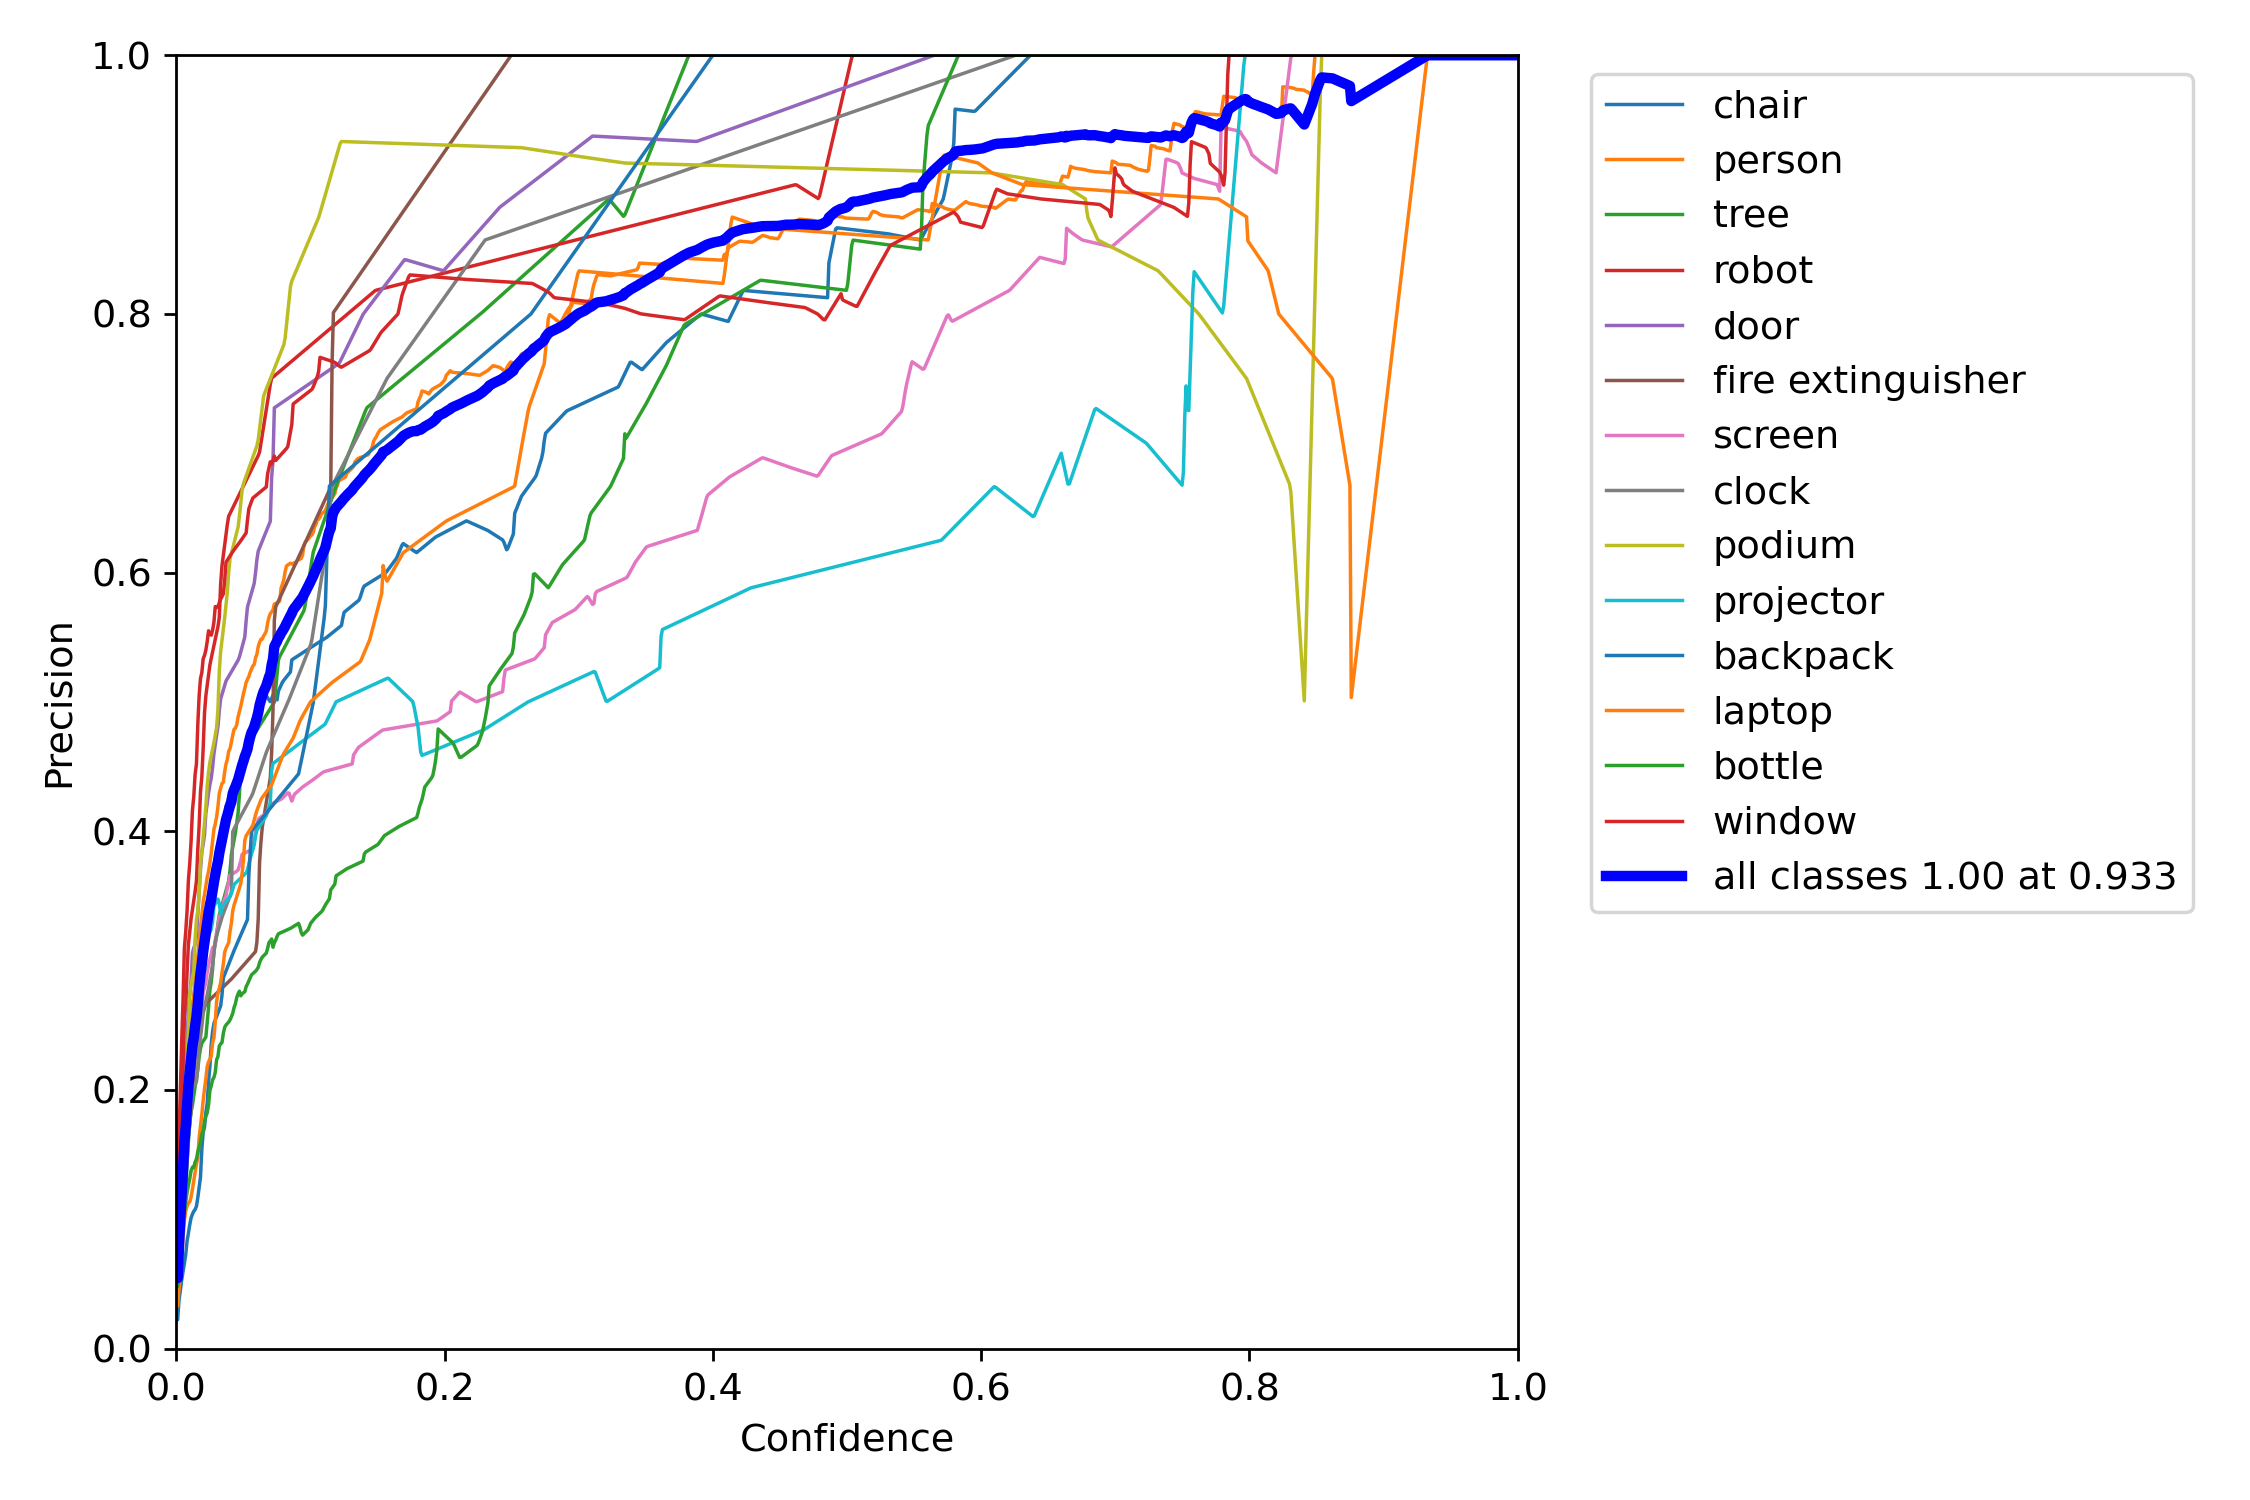 1.0
0.8
0.6
0.4
0.2
0.0
Precision
0.0 0.2 0.4 0.6 0.8 1.0
Confidence
chair
person
tree
robot
door
fire extinguisher
screen
clock
podium
projector
backpack
laptop
bottle
window
all classes 1.00 at 0.933